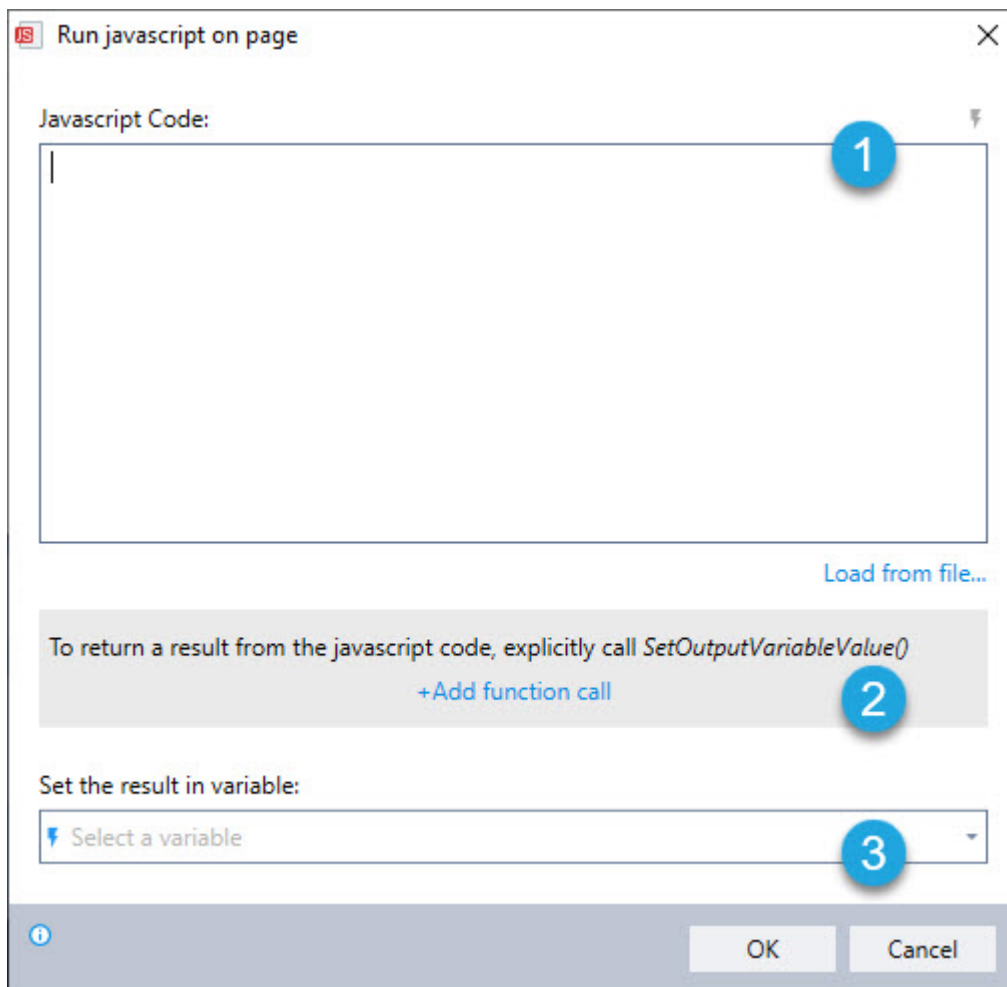 JS Run javascript on page
Javascript Code:
1
Load from file...
To return a result from the javascript code, explicitly call SetOutputVariableValue()
+Add function call
2
Set the result in variable:
Select a variable
3
OK Cancel